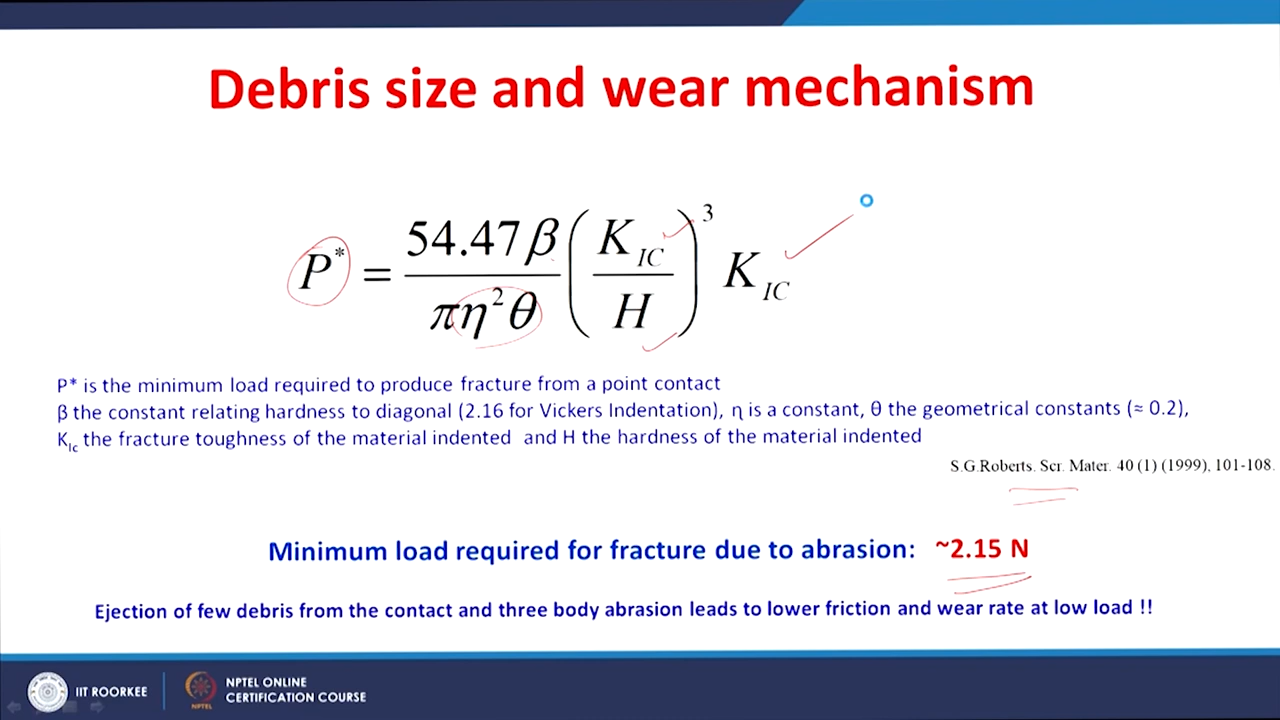 Debris size and wear mechanism
P* = 54.47β / πη²θ (K_IC / H)³ K_IC
P* is the minimum load required to produce fracture from a point contact
β the constant relating hardness to diagonal (2.16 for Vickers Indentation), η is a constant, θ the geometrical constants (≈ 0.2),
K_Ic the fracture toughness of the material indented and H the hardness of the material indented
S.G.Roberts. Scr. Mater. 40 (1) (1999), 101-108.
Minimum load required for fracture due to abrasion: ~2.15 N
Ejection of few debris from the contact and three body abrasion leads to lower friction and wear rate at low load !!
IIT ROORKEE
NPTEL
NPTEL ONLINE
CERTIFICATION COURSE